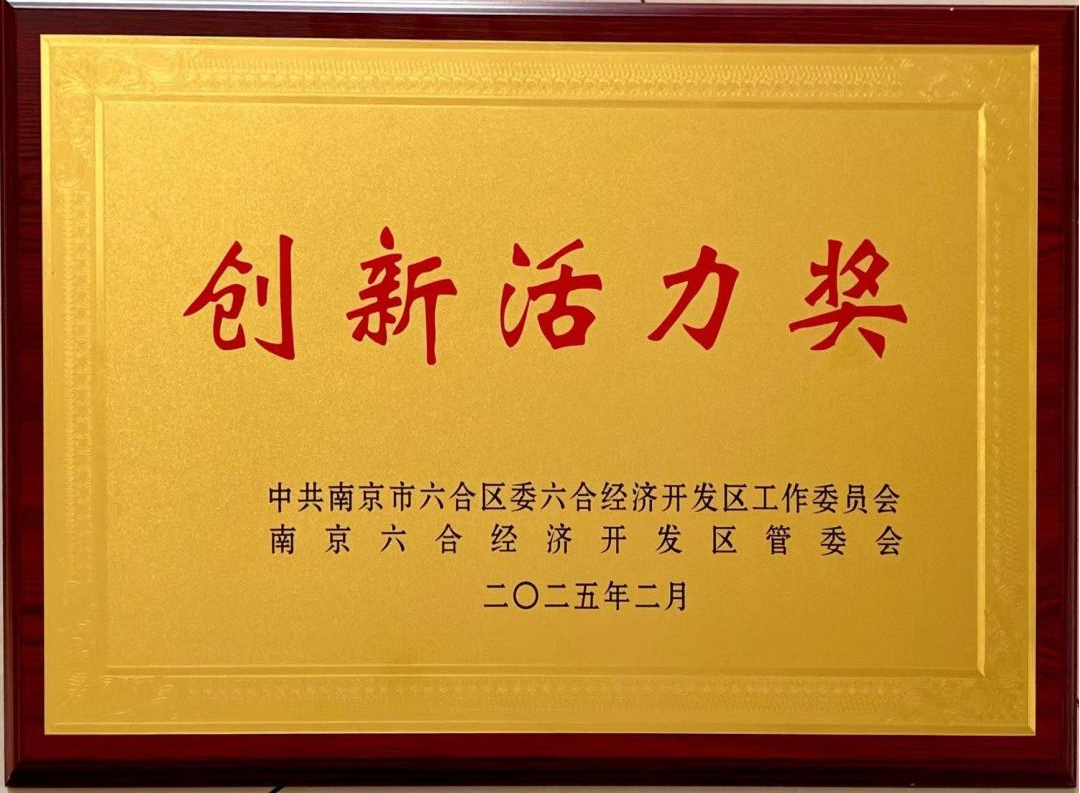 创新活力奖
中共南京市六合区委六合经济开发区工作委员会
南京六合经济开发区管委会
二〇二五年二月